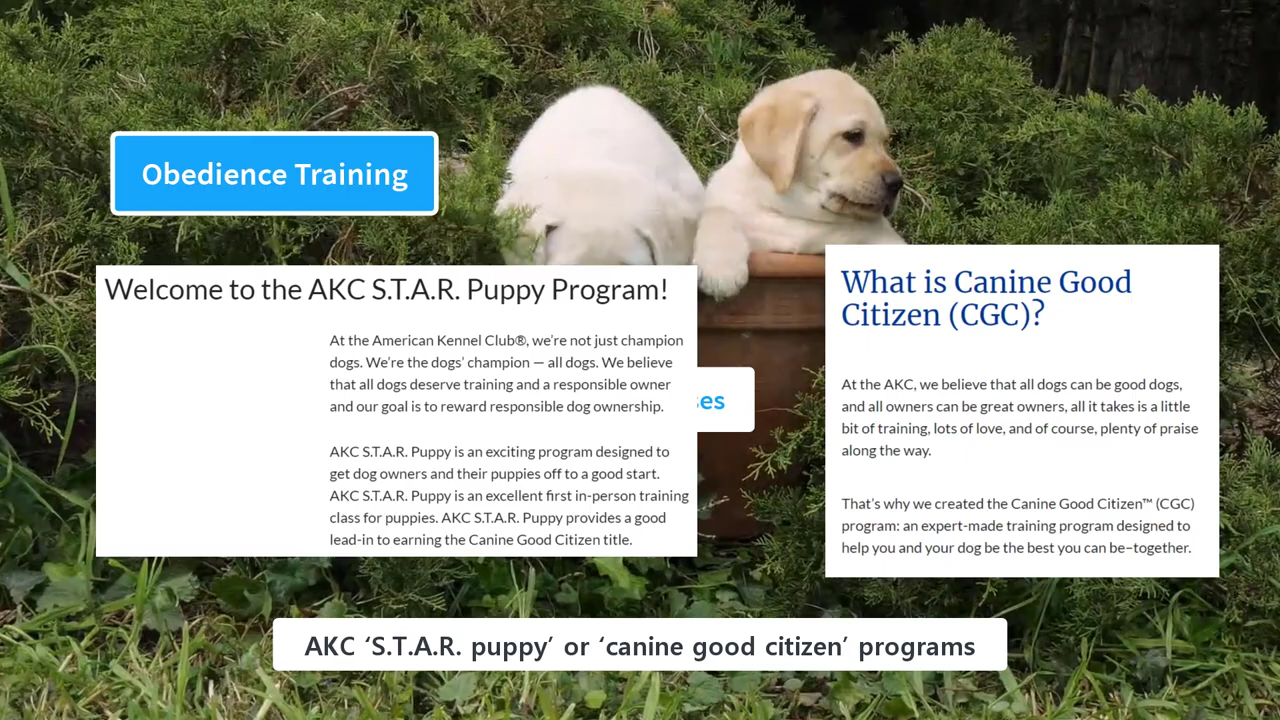 Obedience Training
Welcome to the AKC S.T.A.R. Puppy Program!
At the American Kennel Club®, we’re not just champion
dogs. We’re the dogs’ champion — all dogs. We believe
that all dogs deserve training and a responsible owner
and our goal is to reward responsible dog ownership.
AKC S.T.A.R. Puppy is an exciting program designed to
get dog owners and their puppies off to a good start.
AKC S.T.A.R. Puppy is an excellent first in-person training
class for puppies. AKC S.T.A.R. Puppy provides a good
lead-in to earning the Canine Good Citizen title.
What is Canine Good
Citizen (CGC)?
At the AKC, we believe that all dogs can be good dogs,
and all owners can be great owners, all it takes is a little
bit of training, lots of love, and of course, plenty of praise
along the way.
That’s why we created the Canine Good Citizen™ (CGC)
program: an expert-made training program designed to
help you and your dog be the best you can be–together.
AKC ‘S.T.A.R. puppy’ or ‘canine good citizen’ programs